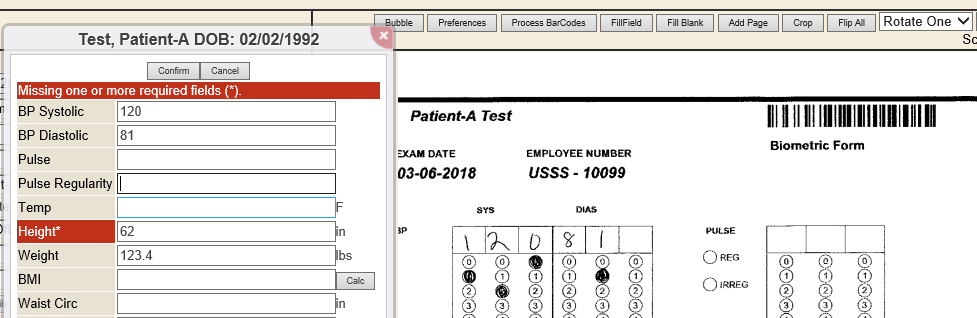 Bubble Preferences Process BarCodes FillField Fill Blank Add Page Crop Flip All Rotate One
Sc
Test, Patient-A DOB: 02/02/1992
×
Confirm Cancel
Missing one or more required fields (*).
BP Systolic 120
BP Diastolic 81
Pulse
Pulse Regularity
Temp F
Height* 62 in
Weight 123.4 lbs
BMI Calc
Waist Circ in
Patient-A Test
Biometric Form
EXAM DATE EMPLOYEE NUMBER
03-06-2018 USSS - 10099
SYS DIAS
BP PULSE
1 2 0 8 1
REG
IRREG
0 0 0 0 0 0 0 0
1 1 1 1 1 1 1
2 2 2 2 2 2 2 2
3 3 3 3 3 3 3 3 3